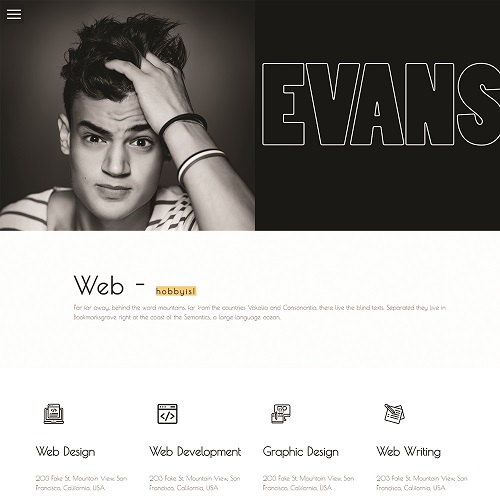 EVANS
Web - hobbyisl
Far far away, behind the word mountains, far from the countries Vokalia and Consonantia, there live the blind texts. Separated they live in
Bookmarksgrove right at the coast of the Semantics, a large language ocean.
Web Design
Web Development
Graphic Design
Web Writing
203 Fake St. Mountain View, San
Francisco, California, USA
203 Fake St. Mountain View, San
Francisco, California, USA
203 Fake St. Mountain View, San
Francisco, California, USA
203 Fake St. Mountain View, San
Francisco, California, USA